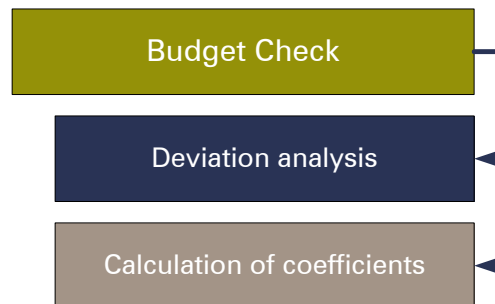 Budget Check
Deviation analysis
Calculation of coefficients